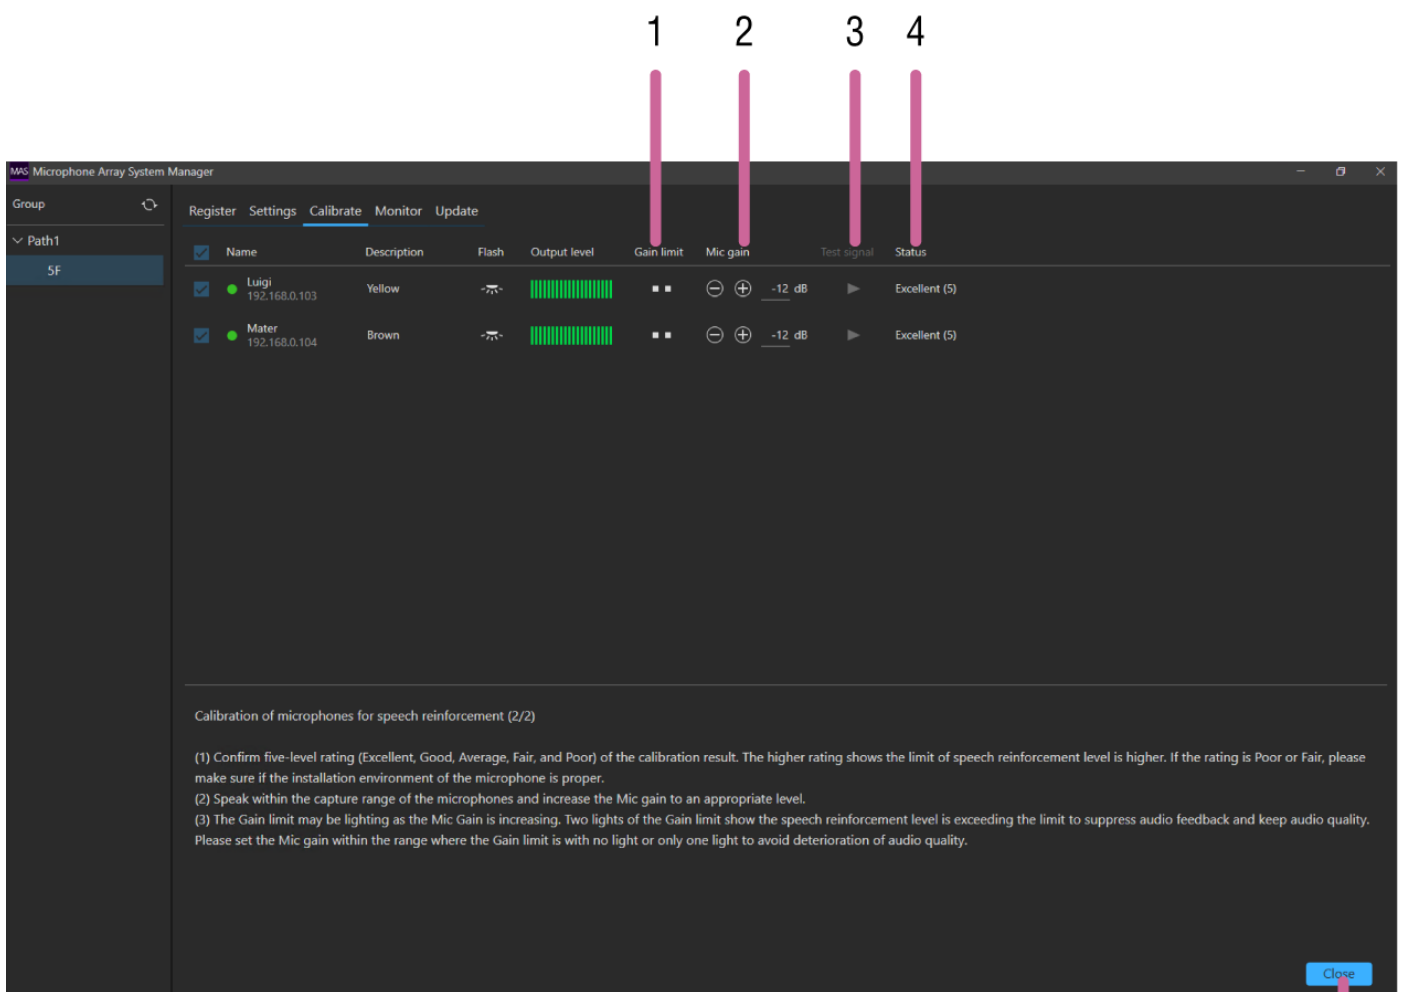 1 2 3 4
MAS Microphone Array System Manager
Group
Register Settings Calibrate Monitor Update
Path1
5F
Name Description Flash Output level Gain limit Mic gain Test signal Status
Luigi
192.168.0.103
Yellow -12 dB Excellent (5)
Mater
192.168.0.104
Brown -12 dB Excellent (5)
Calibration of microphones for speech reinforcement (2/2)
(1) Confirm five-level rating (Excellent, Good, Average, Fair, and Poor) of the calibration result. The higher rating shows the limit of speech reinforcement level is higher. If the rating is Poor or Fair, please
make sure if the installation environment of the microphone is proper.
(2) Speak within the capture range of the microphones and increase the Mic gain to an appropriate level.
(3) The Gain limit may be lighting as the Mic Gain is increasing. Two lights of the Gain limit show the speech reinforcement level is exceeding the limit to suppress audio feedback and keep audio quality.
Please set the Mic gain within the range where the Gain limit is with no light or only one light to avoid deterioration of audio quality.
Close